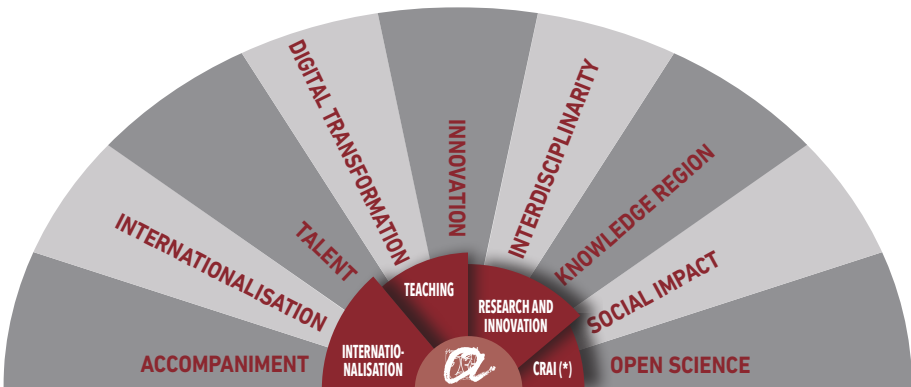 ACCOMPANIMENT
INTERNATIONALISATION
TALENT
DIGITAL TRANSFORMATION
INNOVATION
INTERDISCIPLINARITY
KNOWLEDGE REGION
SOCIAL IMPACT
OPEN SCIENCE
INTERNATIO-
NALISATION
TEACHING
RESEARCH AND
INNOVATION
CRAI (*)